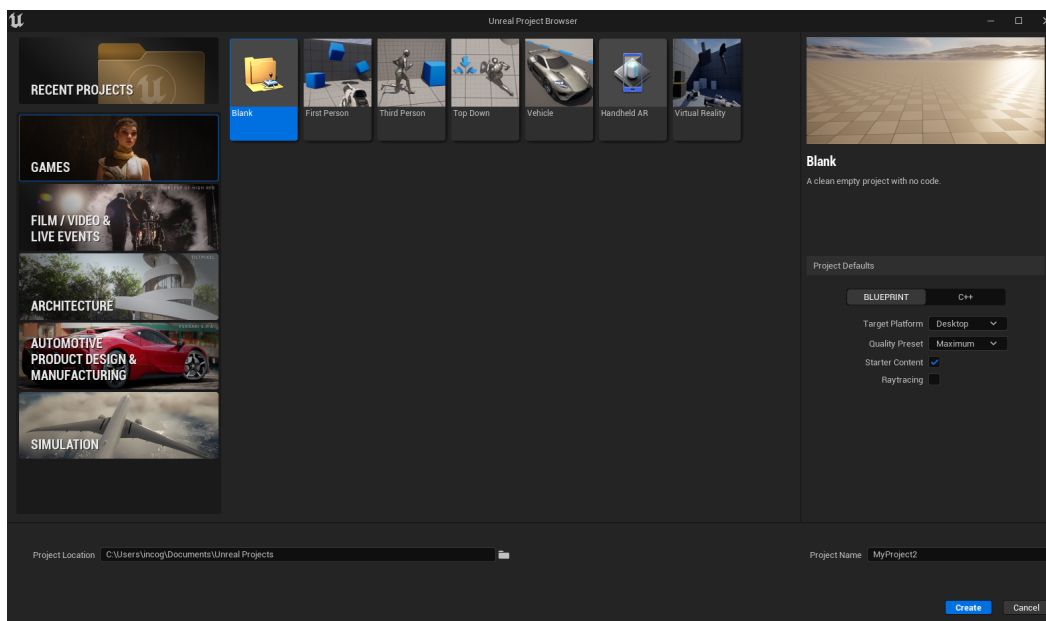 Unreal Project Browser
RECENT PROJECTS
GAMES
FILM / VIDEO &
LIVE EVENTS
ARCHITECTURE
AUTOMOTIVE
PRODUCT DESIGN &
MANUFACTURING
SIMULATION
Blank
First Person
Third Person
Top Down
Vehicle
Handheld AR
Virtual Reality
Blank
A clean empty project with no code.
Project Defaults
BLUEPRINT C++
Target Platform Desktop
Quality Preset Maximum
Starter Content
Raytracing
Project Location C:\Users\incog\Documents\Unreal Projects
Project Name MyProject2
Create Cancel